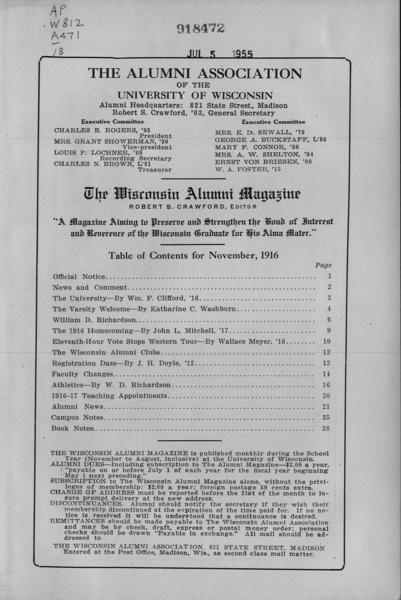 AP
.W812
A471
18
918472
JUL 5 1955
THE ALUMNI ASSOCIATION
OF THE
UNIVERSITY OF WISCONSIN
Alumni Headquarters: 821 State Street, Madison
Robert S. Crawford, '03, General Secretary
Executive Committee
CHARLES B. ROGERS, '93
President
MRS. GRANT SHOWERMAN, '90
Vice-president
LOUIS P. LOCHNER, '09
Recording Secretary
CHARLES N. BROWN, L'81
Treasurer
Executive Committee
MRS. E. D. SEWALL, '79
GEORGE A. BUCKSTAFF, L'86
MARY F. CONNOR, '86
MRS. A. W. SHELTON, '84
ERNST VON BRIESEN, '00
W. A. FOSTER, '15
The Wisconsin Alumni Magazine
ROBERT S. CRAWFORD, EDITOR
"A Magazine Aiming to Preserve and Strengthen the Bond of Interest
and Reverence of the Wisconsin Graduate for His Alma Mater."
Table of Contents for November, 1916
Page
Official Notice 1
News and Comment 2
The University—By Wm. F. Clifford, '16 3
The Varsity Welcome—By Katharine C. Washburn 4
William D. Richardson 6
The 1916 Homecoming—By John L. Mitchell, '17 9
Eleventh-Hour Vote Stops Western Tour—By Wallace Meyer, '16 10
The Wisconsin Alumni Clubs 12
Registration Daze—By J. H. Doyle, '12 13
Faculty Changes 14
Athletics—By W. D. Richardson 16
1916-17 Teaching Appointments 20
Alumni News 21
Campus Notes 25
Book Notes 28
THE WISCONSIN ALUMNI MAGAZINE is published monthly during the School
Year (November to August, inclusive) at the University of Wisconsin.
ALUMNI DUES—Including subscription to The Alumni Magazine—$2.00 a year,
"payable on or before July 1 of each year for the fiscal year beginning
May 1 next preceding."
SUBSCRIPTION to The Wisconsin Alumni Magazine alone, without the privi-
leges of membership: $2.00 a year; foreign postage 58 cents extra.
CHANGE OF ADDRESS must be reported before the 21st of the month to in-
sure prompt delivery at the new address.
DISCONTINUANCES. Alumni should notify the secretary if they wish their
membership discontinued at the expiration of the time paid for. If no no-
tice is received it will be understood that a continuance is desired.
REMITTANCES should be made payable to The Wisconsin Alumni Association
and may be by check, draft, express or postal money order; personal
checks should be drawn "Payable in exchange." All mail should be ad-
dressed to
THE WISCONSIN ALUMNI ASSOCIATION, 821 STATE STREET, MADISON
Entered at the Post Office, Madison, Wis., as second class mail matter.